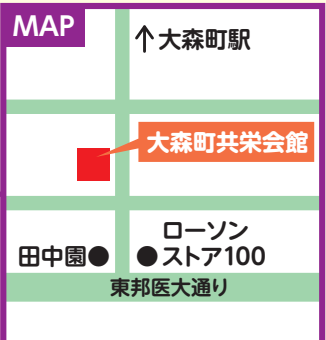 MAP
↑大森町駅
大森町共栄会館
ローソン
田中園● ●ストア100
東邦医大通り